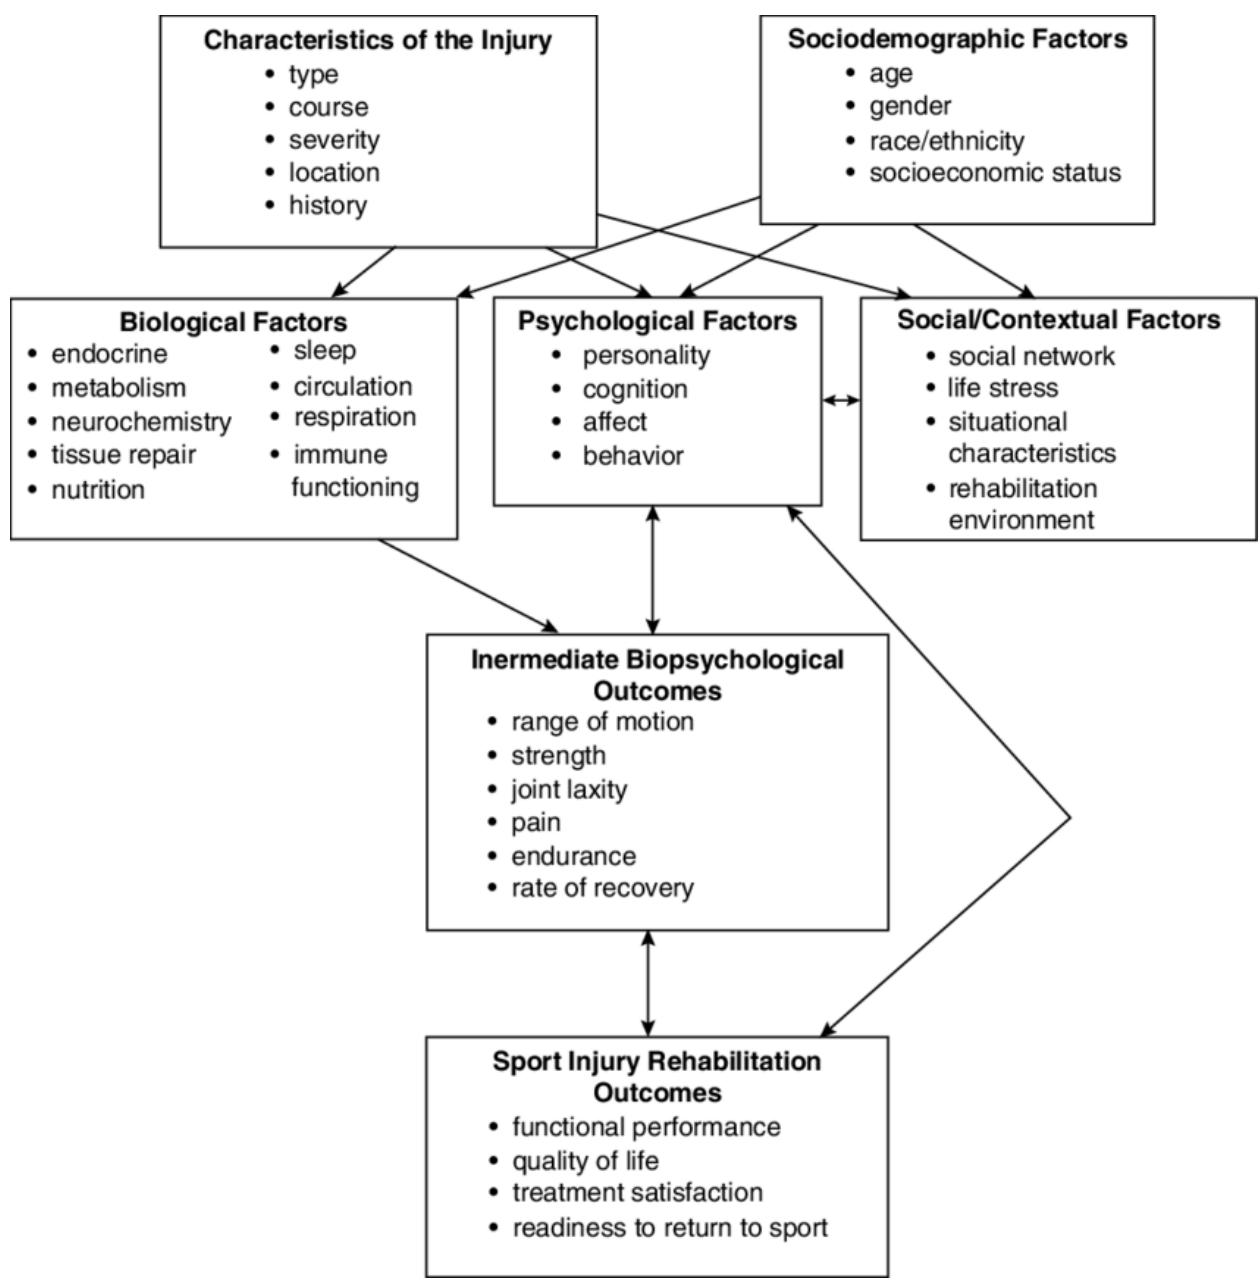 Characteristics of the Injury
• type
• course
• severity
• location
• history
Sociodemographic Factors
• age
• gender
• race/ethnicity
• socioeconomic status
Biological Factors
• endocrine
• metabolism
• neurochemistry
• tissue repair
• nutrition
• sleep
• circulation
• respiration
• immune
functioning
Psychological Factors
• personality
• cognition
• affect
• behavior
Social/Contextual Factors
• social network
• life stress
• situational
characteristics
• rehabilitation
environment
Inermediate Biopsychological
Outcomes
• range of motion
• strength
• joint laxity
• pain
• endurance
• rate of recovery
Sport Injury Rehabilitation
Outcomes
• functional performance
• quality of life
• treatment satisfaction
• readiness to return to sport